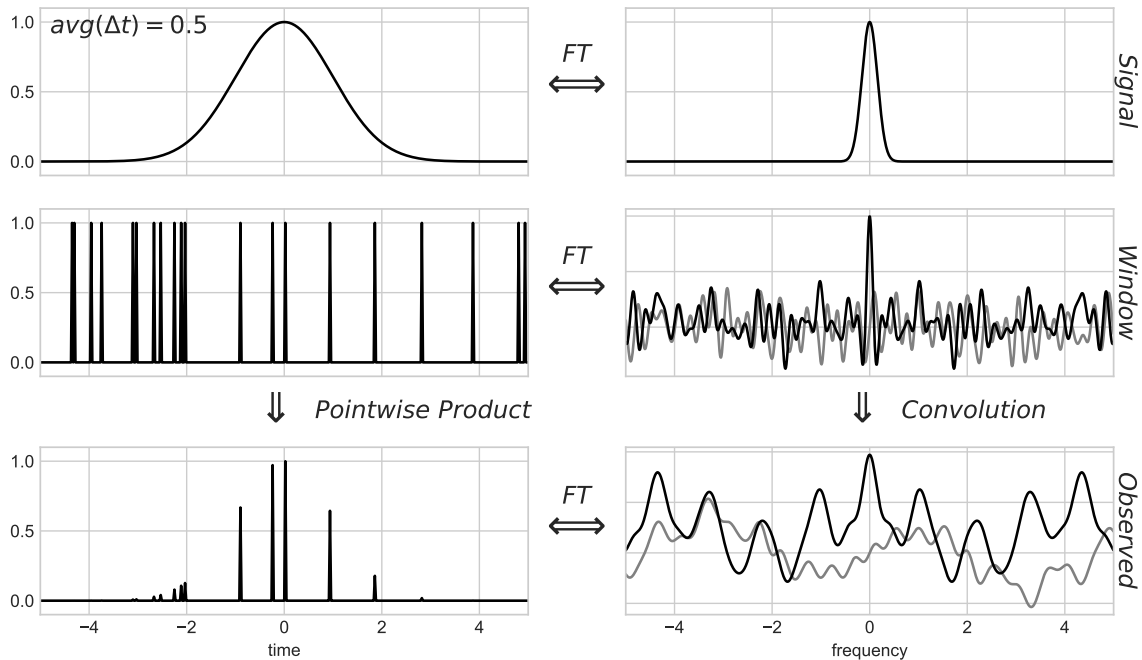 avg(Δt) = 0.5
1.0
0.5
0.0
FT
⇔
Signal
1.0
0.5
0.0
FT
⇔
Window
⇓ Pointwise Product
⇓ Convolution
1.0
0.5
0.0
FT
⇔
Observed
−4 −2 0 2 4
time
−4 −2 0 2 4
frequency